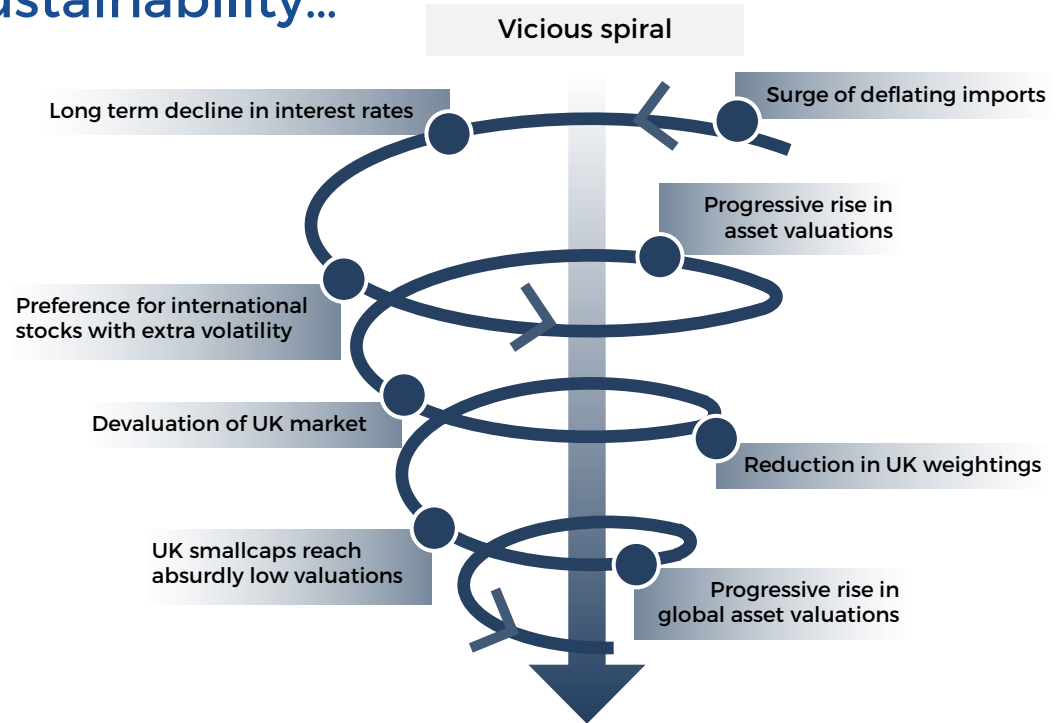 ustainability...
Vicious spiral
Surge of deflating imports
Long term decline in interest rates
Progressive rise in
asset valuations
Preference for international
stocks with extra volatility
Devaluation of UK market
Reduction in UK weightings
UK smallcaps reach
absurdly low valuations
Progressive rise in
global asset valuations